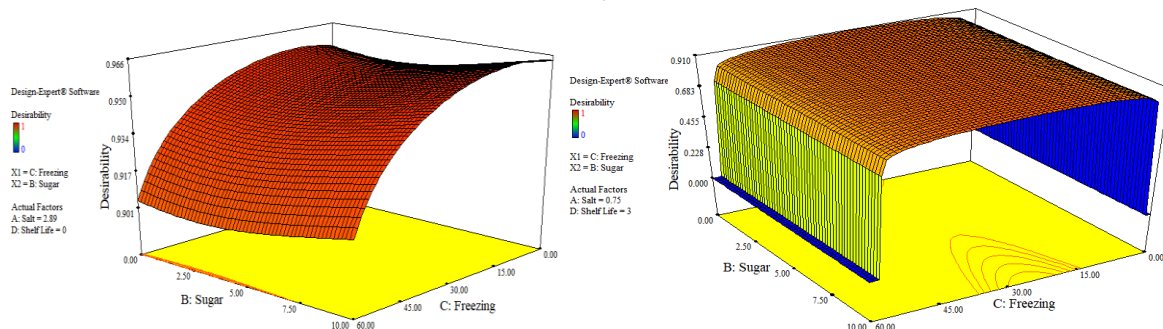 Design-Expert® Software
Desirability
1
0
X1 = C: Freezing
X2 = B: Sugar
Actual Factors
A: Salt = 2.89
D: Shelf Life = 0
Desirability
0.966
0.950
0.934
0.917
0.901
0.00
2.50
5.00
7.50
10.00
B: Sugar
60.00
45.00
30.00
15.00
0.00
C: Freezing
Design-Expert® Software
Desirability
1
0
X1 = C: Freezing
X2 = B: Sugar
Actual Factors
A: Salt = 0.75
D: Shelf Life = 3
Desirability
0.910
0.683
0.455
0.228
0.000
0.00
2.50
5.00
7.50
10.00
B: Sugar
60.00
45.00
30.00
15.00
0.00
C: Freezing